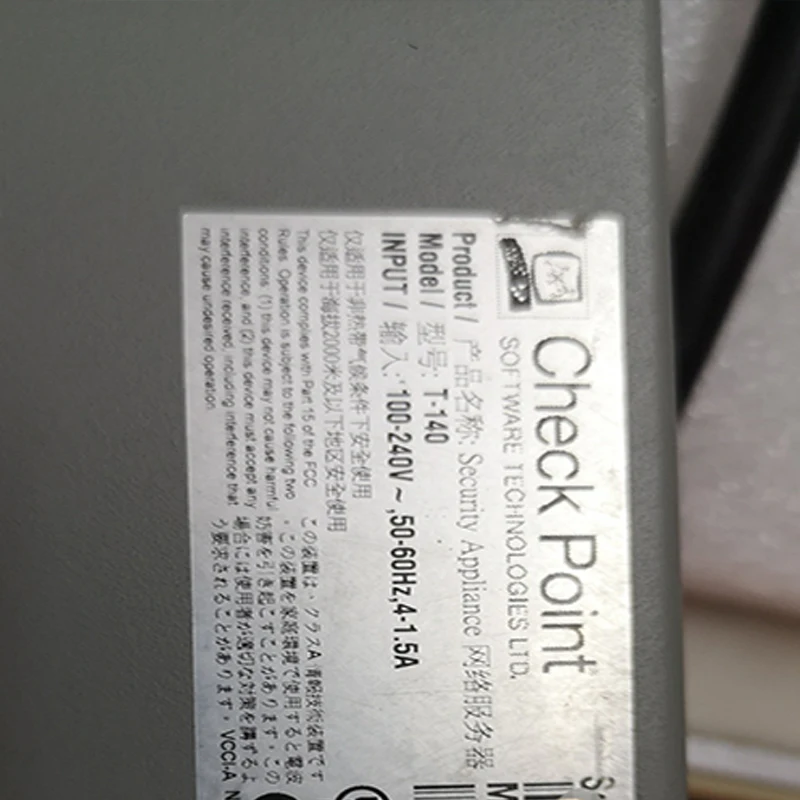 Check Point
SOFTWARE TECHNOLOGIES LTD.
Product / 产品名称: Security Appliance 网络服务器
Model / 型号: T-140
INPUT / 输入: 100-240V ~ ,50-60Hz,4-1.5A
仅适用于非热带气候条件下安全使用
仅适用于海拔2000米及以下地区安全使用
This device complies with Part 15 of the FCC
Rules. Operation is subject to the following two
conditions: (1) this device may not cause harmful
interference, and (2) this device must accept any
interference received, including interference that
may cause undesired operation.
この装置は、クラスA 情報技術装置です
。この装置を家庭環境で使用すると電波
妨害を引き起こすことがあります。この
場合には使用者が適切な対策を講ずるよ
う要求されることがあります。 VCCI-A